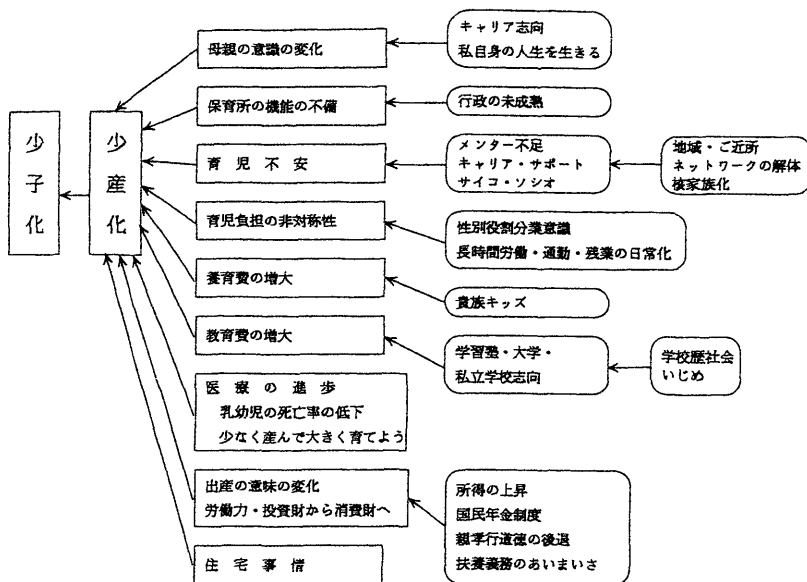 少子化
少産化
母親の意識の変化
キャリア志向
私自身の人生を生きる
保育所の機能の不備
行政の未成熟
育児不安
メンター不足
キャリア・サポート
サイコ・ソシオ
地域・ご近所
ネットワークの解体
核家族化
育児負担の非対称性
性別役割分業意識
長時間労働・通勤・残業の日常化
養育費の増大
貴族キッズ
教育費の増大
学習塾・大学・
私立学校志向
学校歴社会
いじめ
医療の進歩
乳幼児の死亡率の低下
少なく産んで大きく育てよう
出産の意味の変化
労働力・投資財から消費財へ
所得の上昇
国民年金制度
親孝行道徳の後退
扶養義務のあいまいさ
住宅事情